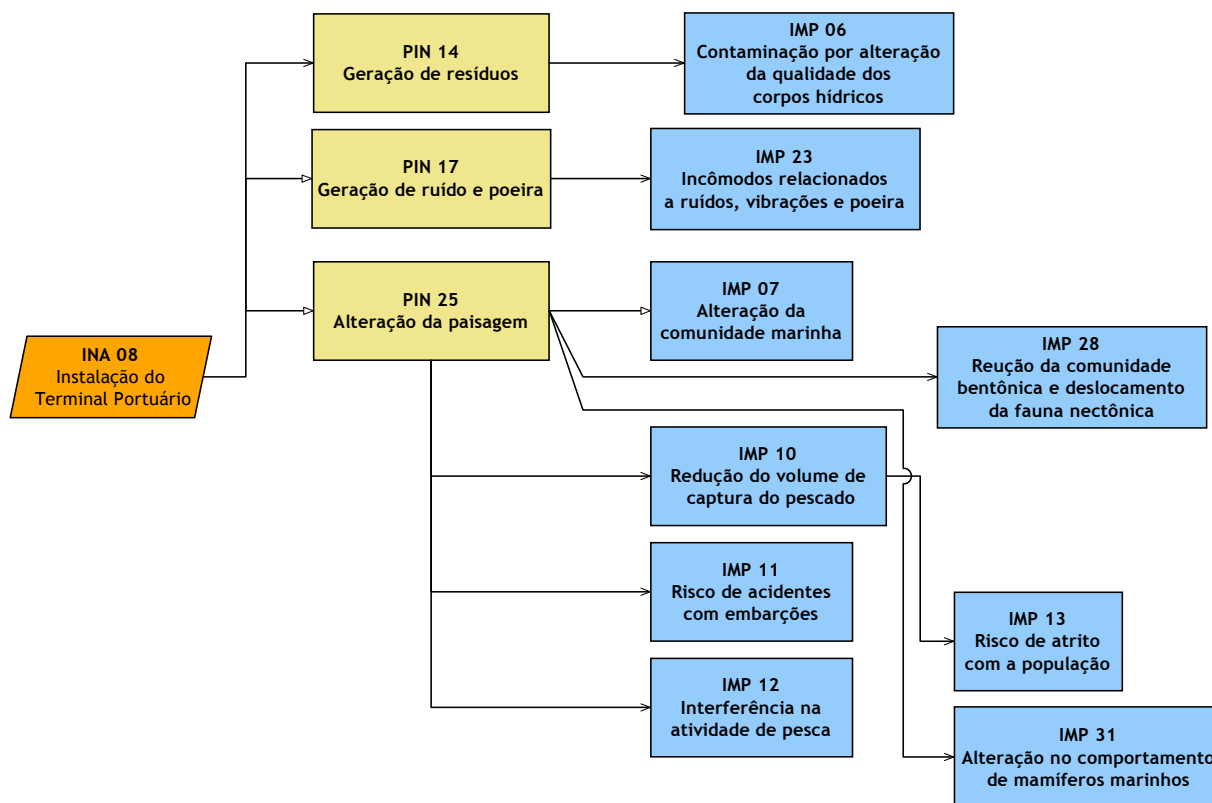 PIN 14
Geração de resíduos
IMP 06
Contaminação por alteração
da qualidade dos
corpos hídricos
PIN 17
Geração de ruído e poeira
IMP 23
Incômodos relacionados
a ruídos, vibrações e poeira
PIN 25
Alteração da paisagem
IMP 07
Alteração da
comunidade marinha
INA 08
Instalação do
Terminal Portuário
IMP 28
Reução da comunidade
bentônica e deslocamento
da fauna nectônica
IMP 10
Redução do volume de
captura do pescado
IMP 11
Risco de acidentes
com embarções
IMP 13
Risco de atrito
com a população
IMP 12
Interferência na
atividade de pesca
IMP 31
Alteração no comportamento
de mamíferos marinhos